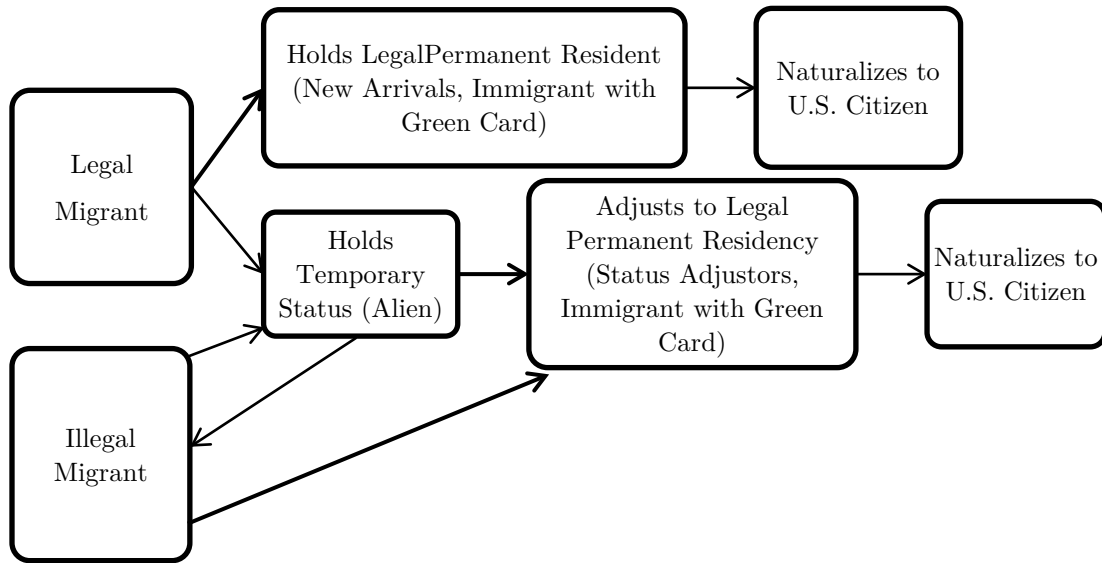 Holds LegalPermanent Resident
(New Arrivals, Immigrant with
Green Card)
Naturalizes to
U.S. Citizen
Legal
Migrant
Holds
Temporary
Status (Alien)
Adjusts to Legal
Permanent Residency
(Status Adjustors,
Immigrant with Green
Card)
Naturalizes to
U.S. Citizen
Illegal
Migrant